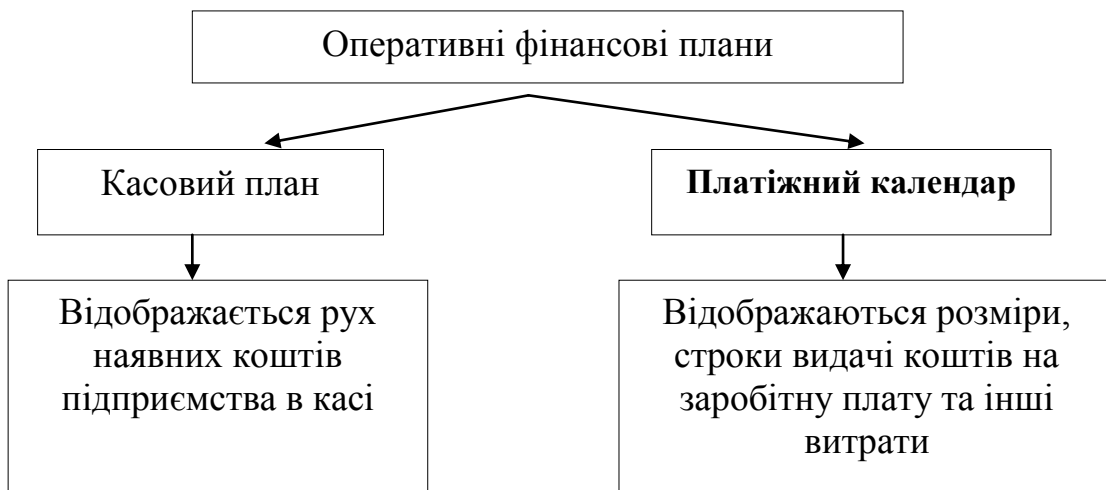 Оперативні фінансові плани
Касовий план
Платіжний календар
Відображається рух
наявних коштів
підприємства в касі
Відображаються розміри,
строки видачі коштів на
заробітну плату та інші
витрати